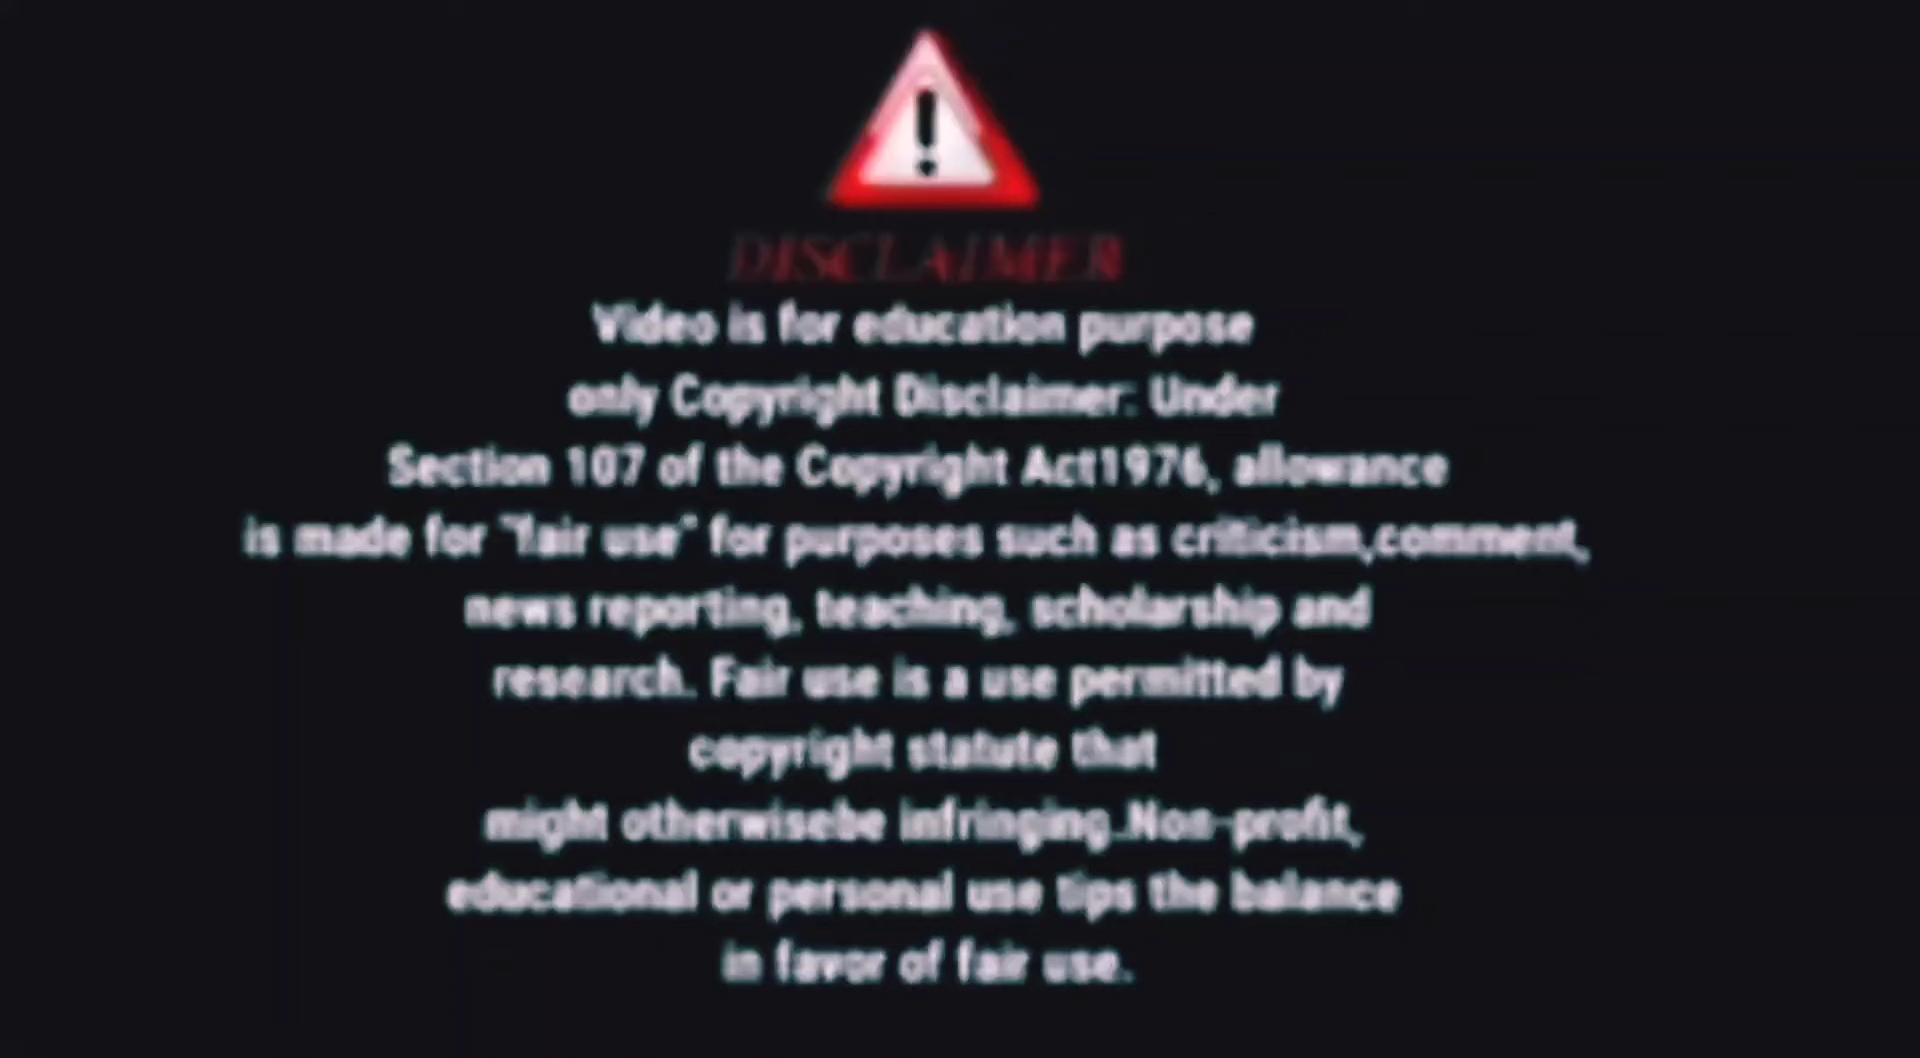 DISCLAIMER
Video is for education purpose
only Copyright Disclaimer: Under
Section 107 of the Copyright Act1976, allowance
is made for "fair use" for purposes such as criticism,comment,
news reporting, teaching, scholarship and
research. Fair use is a use permitted by
copyright statute that
might otherwisebe infringing.Non-profit,
educational or personal use tips the balance
in favor of fair use.